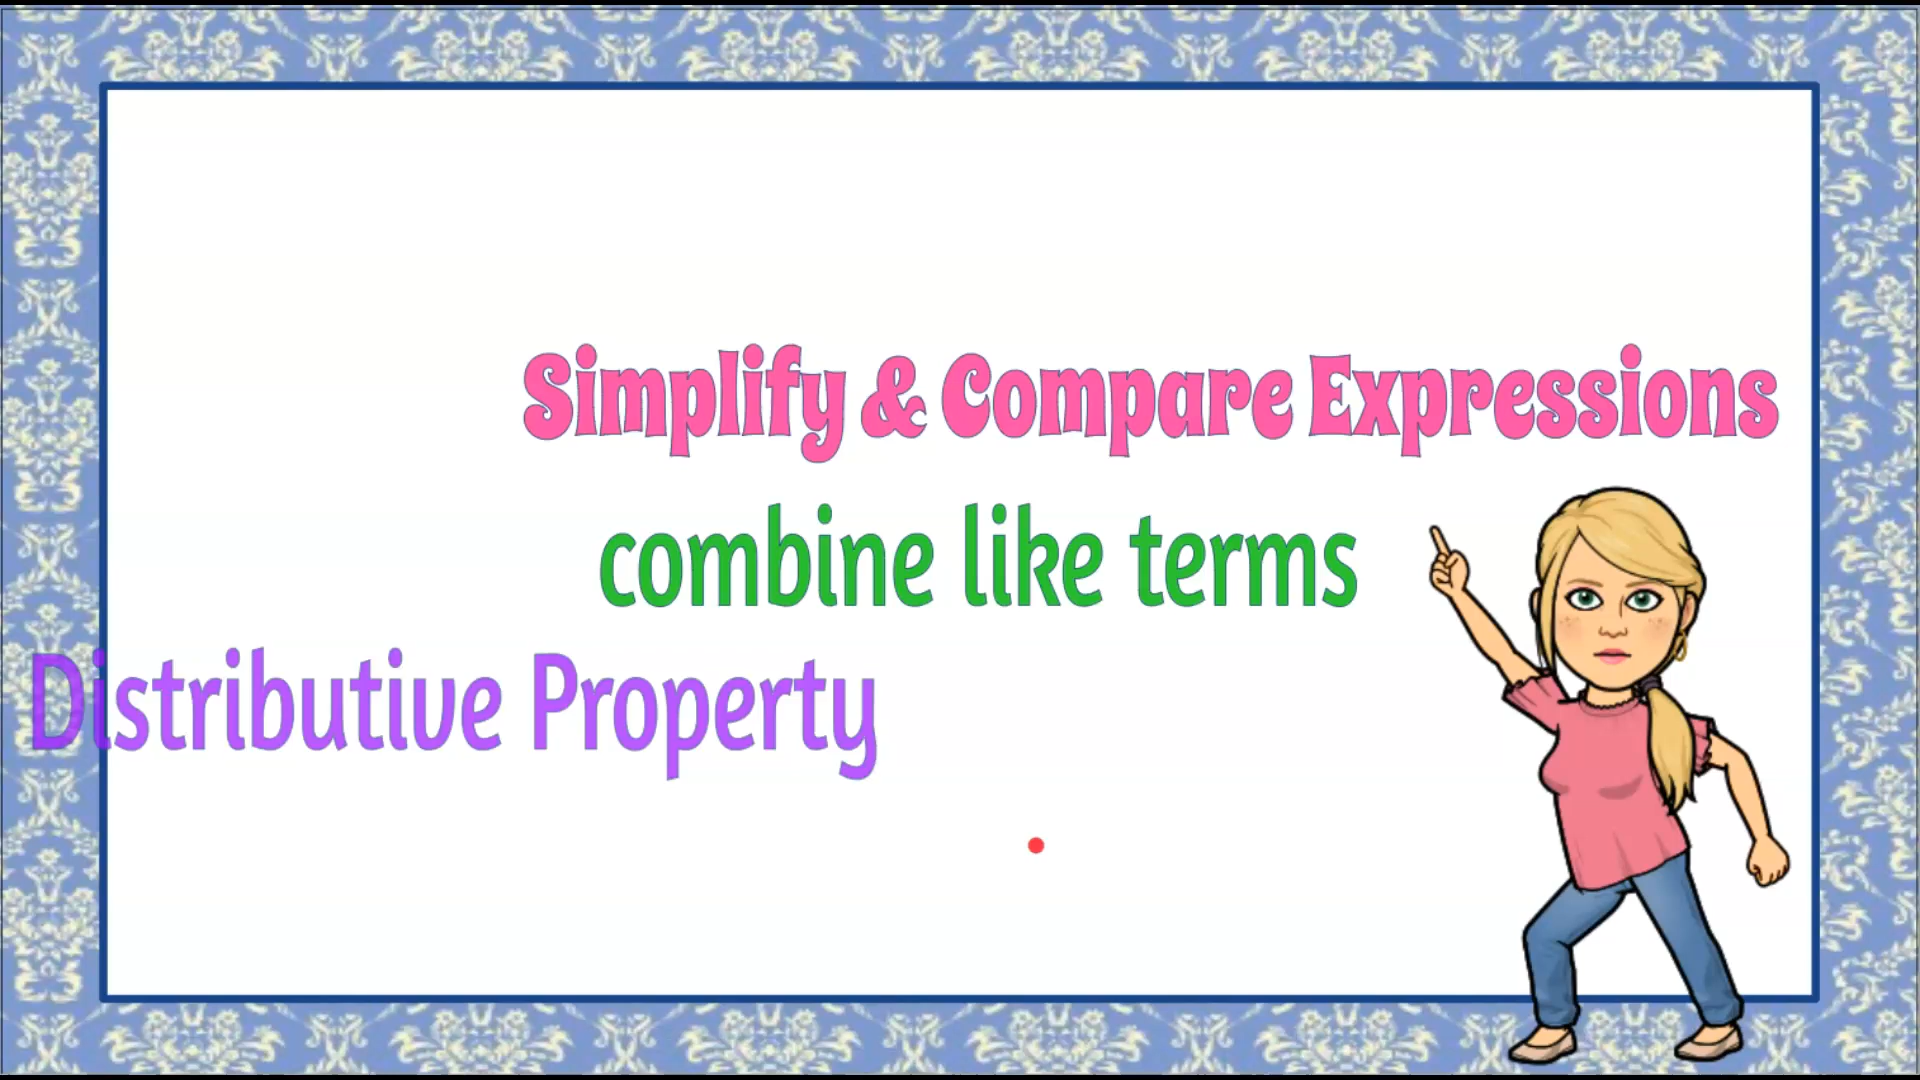 Simplify & Compare Expressions
combine like terms
Distributive Property